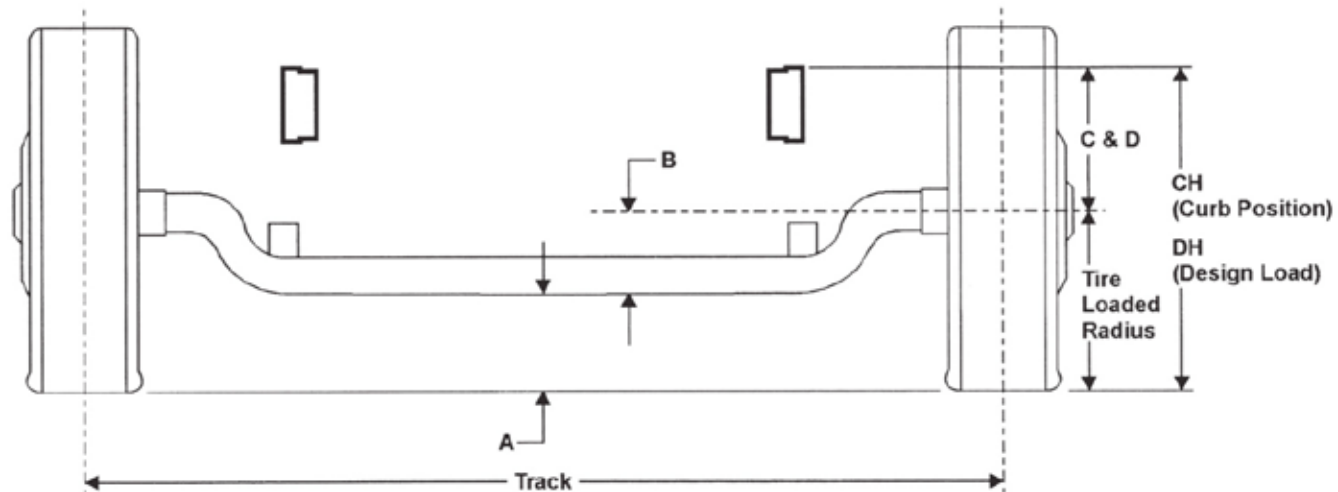 B
C & D
CH
(Curb Position)
DH
(Design Load)
Tire
Loaded
Radius
A
Track